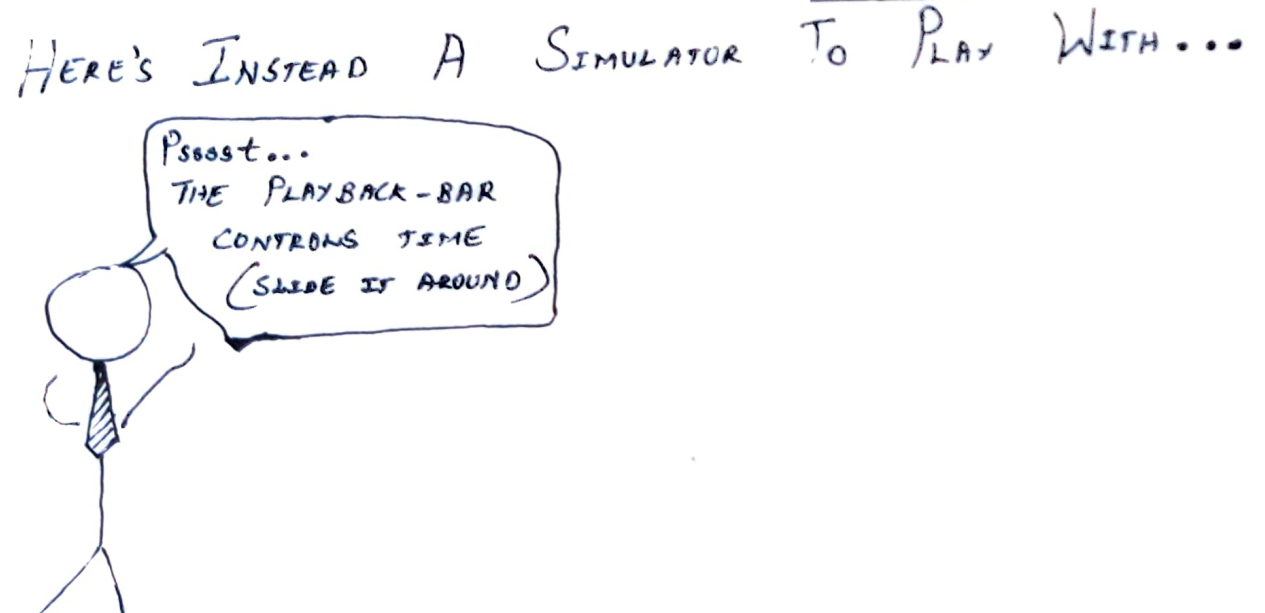 HERE'S INSTEAD A SIMULATOR TO PLAY WITH...
Psssst...
THE PLAYBACK-BAR
CONTROLS TIME
(SLIDE IT AROUND)